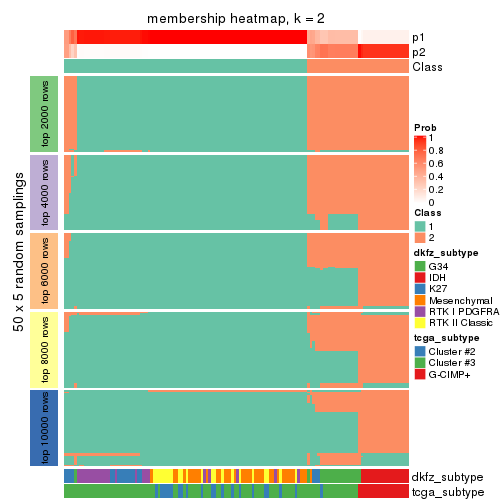 membership heatmap, k = 2
p1
p2
Class
50 x 5 random samplings
top 2000 rows
top 4000 rows
top 6000 rows
top 8000 rows
top 10000 rows
dkfz_subtype
tcga_subtype
Prob
1
0.8
0.6
0.4
0.2
0
Class
1
2
dkfz_subtype
G34
IDH
K27
Mesenchymal
RTK I PDGFRA
RTK II Classic
tcga_subtype
Cluster #2
Cluster #3
G-CIMP+